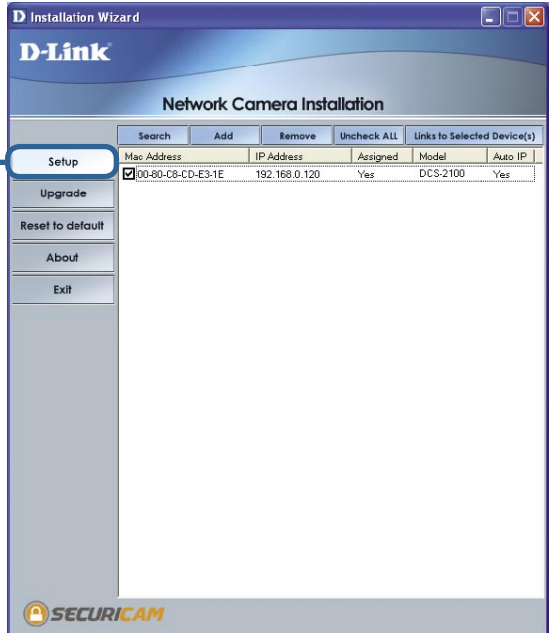 D Installation Wizard
D-Link
Network Camera Installation
Search Add Remove Uncheck ALL Links to Selected Device(s)
Mac Address IP Address Assigned Model Auto IP
00-80-C8-CD-E3-1E 192.168.0.120 Yes DCS-2100 Yes
Setup
Upgrade
Reset to default
About
Exit
SECURICAM